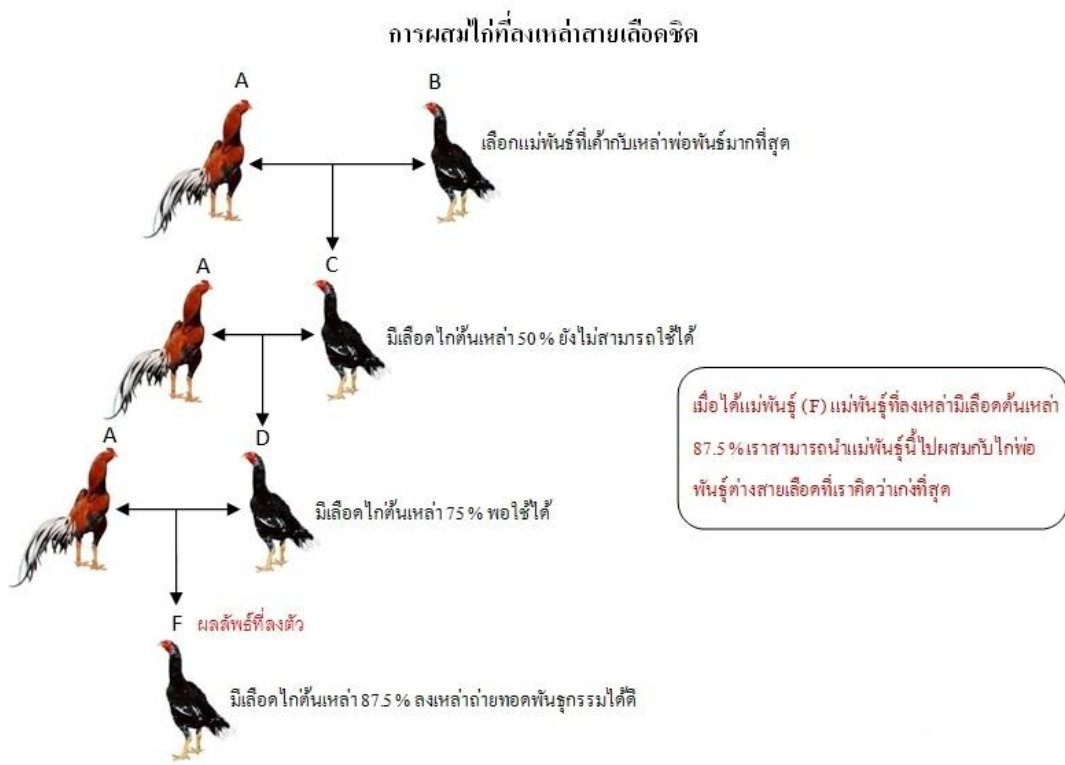 การผสมไก่ที่ลงเหล่าสายเลือดชิด
A
B
เลือกแม่พันธ์ที่เค้ากับเหล่าพ่อพันธ์มากที่สุด
A
C
มีเลือดไก่ต้นเหล่า 50 % ยังไม่สามารถใช้ได้
A
D
มีเลือดไก่ต้นเหล่า 75 % พอใช้ได้
เมื่อได้แม่พันธุ์ (F) แม่พันธุ์ที่ลงเหล่ามีเลือดต้นเหล่า
87.5 % เราสามารถนำแม่พันธุ์นี้ไปผสมกับไก่พ่อ
พันธุ์ต่างสายเลือดที่เราคิดว่าเก่งที่สุด
F ผลลัพธ์ที่ลงตัว
มีเลือดไก่ต้นเหล่า 87.5 % ลงเหล่าถ่ายทอดพันธุกรรมได้ดี